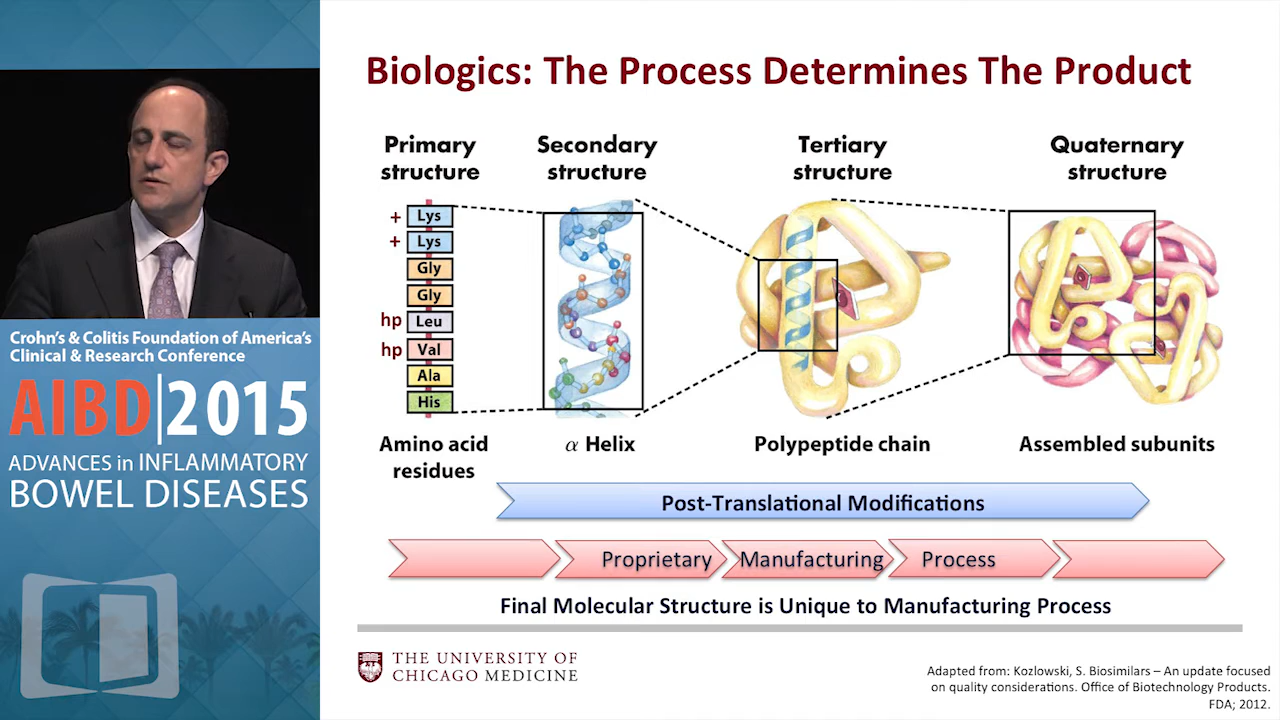 Biologics: The Process Determines The Product
Primary
structure
Secondary
structure
Tertiary
structure
Quaternary
structure
+ Lys
+ Lys
Gly
Gly
hp Leu
hp Val
Ala
His
Amino acid
residues
α Helix
Polypeptide chain
Assembled subunits
Post-Translational Modifications
Proprietary Manufacturing Process
Final Molecular Structure is Unique to Manufacturing Process
THE UNIVERSITY OF
CHICAGO MEDICINE
Adapted from: Kozlowski, S. Biosimilars – An update focused
on quality considerations. Office of Biotechnology Products.
FDA; 2012.
Crohn's & Colitis Foundation of America's
Clinical & Research Conference
AIBD|2015
ADVANCES in INFLAMMATORY
BOWEL DISEASES